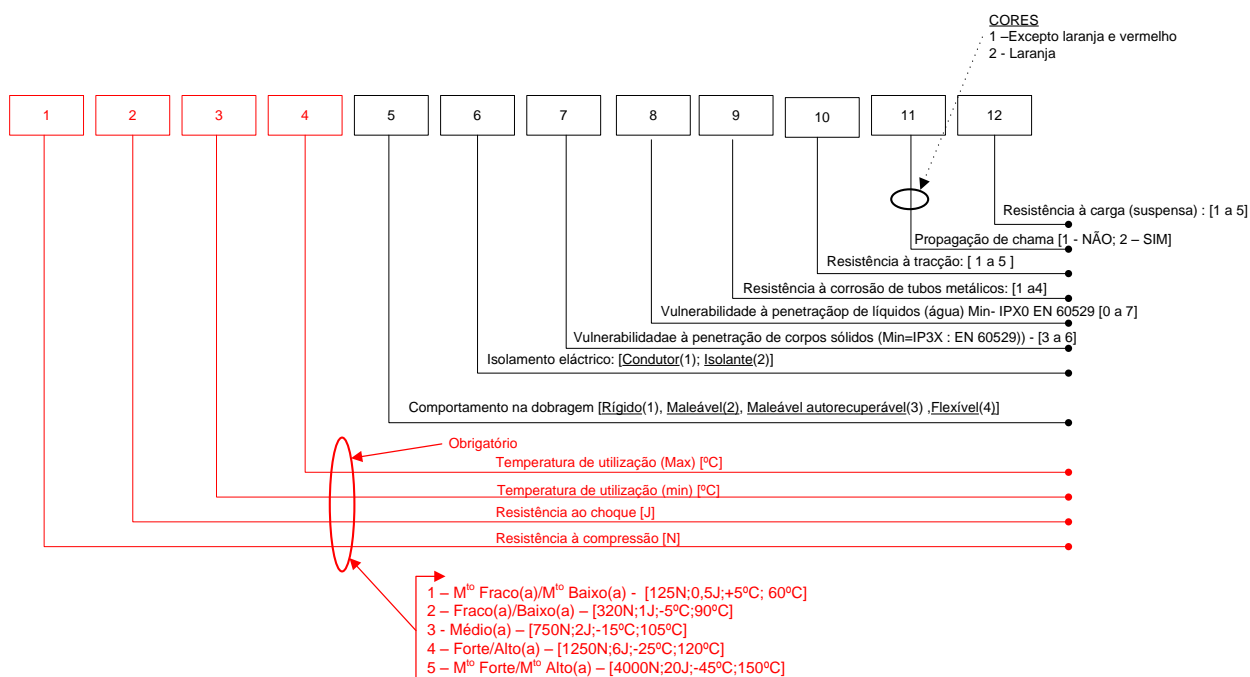 CORES
1 –Excepto laranja e vermelho
2 - Laranja
1 2 3 4 5 6 7 8 9 10 11 12
Resistência à carga (suspensa) : [1 a 5]
Propagação de chama [1 - NÃO; 2 – SIM]
Resistência à tracção: [ 1 a 5 ]
Resistência à corrosão de tubos metálicos: [1 a4]
Vulnerabilidade à penetraçãop de líquidos (água) Min- IPX0 EN 60529 [0 a 7]
Vulnerabilidadae à penetração de corpos sólidos (Min=IP3X : EN 60529)) - [3 a 6]
Isolamento eláctrico: [Condutor(1); Isolante(2)]
Comportamento na dobragem [Rígido(1), Maleável(2), Maleável autorecuperável(3) ,Flexível(4)]
Obrigatório
Temperatura de utilização (Max) [ºC]
Temperatura de utilização (min) [ºC]
Resistência ao choque [J]
Resistência à compressão [N]
1 – Mto Fraco(a)/Mto Baixo(a) - [125N;0,5J;+5ºC; 60ºC]
2 – Fraco(a)/Baixo(a) – [320N;1J;-5ºC;90ºC]
3 - Médio(a) – [750N;2J;-15ºC;105ºC]
4 – Forte/Alto(a) – [1250N;6J;-25ºC;120ºC]
5 – Mto Forte/Mto Alto(a) – [4000N;20J;-45ºC;150ºC]